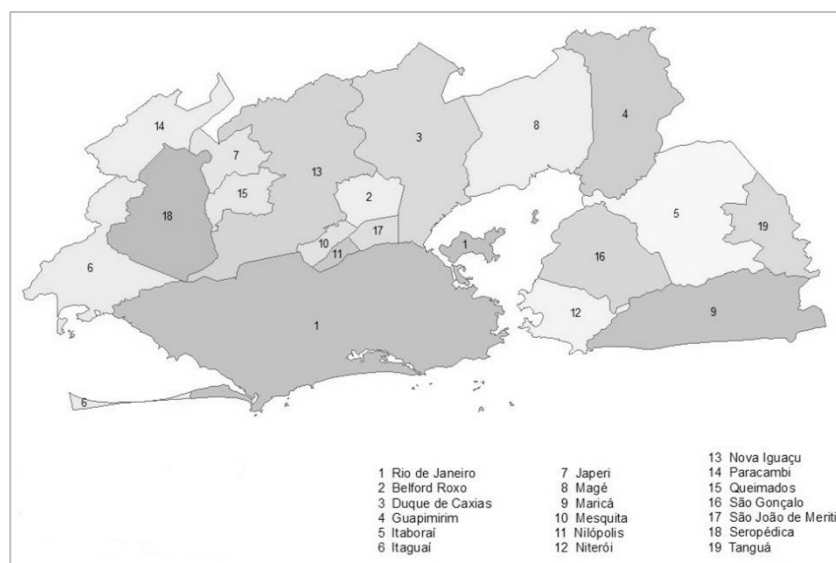 14
7
15
18
13
3
8
4
2
10
11
17
1
5
19
16
12
9
6
1
6
1 Rio de Janeiro
2 Belford Roxo
3 Duque de Caxias
4 Guapimirim
5 Itaboraí
6 Itaguaí
7 Japeri
8 Magé
9 Maricá
10 Mesquita
11 Nilópolis
12 Niterói
13 Nova Iguaçu
14 Paracambi
15 Queimados
16 São Gonçalo
17 São João de Meriti
18 Seropédica
19 Tanguá